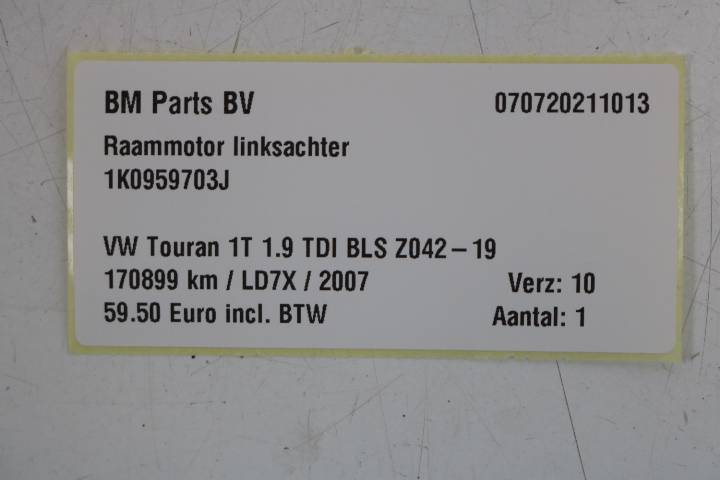 BM Parts BV 070720211013
Raammotor linksachter
1K0959703J
VW Touran 1T 1.9 TDI BLS Z042-19
170899 km / LD7X / 2007 Verz: 10
59.50 Euro incl. BTW Aantal: 1